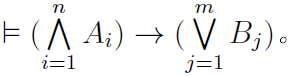 ⊨ (⋀_{i=1}^{n} A_i) → (⋁_{j=1}^{m} B_j)。